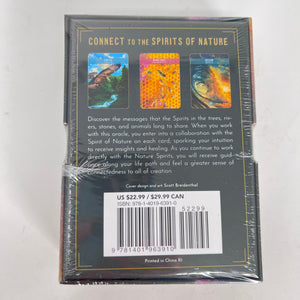 CONNECT TO THE SPIRITS OF NATURE
Discover the messages that the Spirits in the trees, riv-
ers, stones, and animals long to share. When you work
with this oracle, you enter into a collaboration with the
Spirit of Nature on each card, sparking your intuition
to receive insights and healing. As you continue to work
directly with the Nature Spirits, you will receive guid-
ance along your life path and feel a greater sense of
connectedness to all of creation.
Cover design and art: Scott Breidenthal
US $22.99 / $29.99 CAN
ISBN: 978-1-4019-6391-0
52299
9 781401 963910
Printed in China